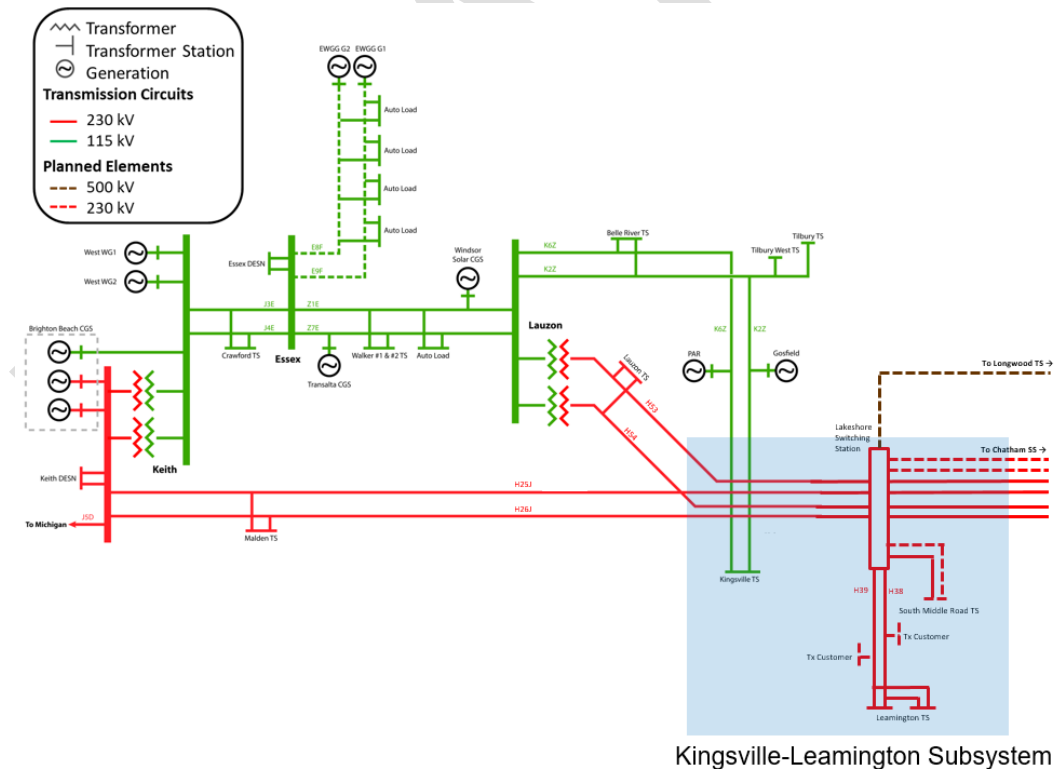 Transformer
Transformer Station
Generation
Transmission Circuits
230 kV
115 kV
Planned Elements
500 kV
230 kV
EWGG G2
EWGG G1
Auto Load
Auto Load
Auto Load
Auto Load
E8F
E9F
Essex DESN
West WG1
West WG2
Brighton Beach CGS
J3E
J4E
Z1E
Z7E
Crawford TS
Essex
Transalta CGS
Walker #1 & #2 TS
Auto Load
Windsor
Solar CGS
Lauzon
K6Z
K2Z
Belle River TS
Tilbury West TS
Tilbury TS
K6Z
K2Z
PAR
Gosfield
Lauzon TS
H53
H54
Keith
Keith DESN
J5D
To Michigan
H25J
H26J
Malden TS
Kingsville TS
To Longwood TS →
Lakeshore
Switching
Station
To Chatham SS →
H39
H38
South Middle Road TS
Tx Customer
Tx Customer
Leamington TS
Kingsville-Leamington Subsystem